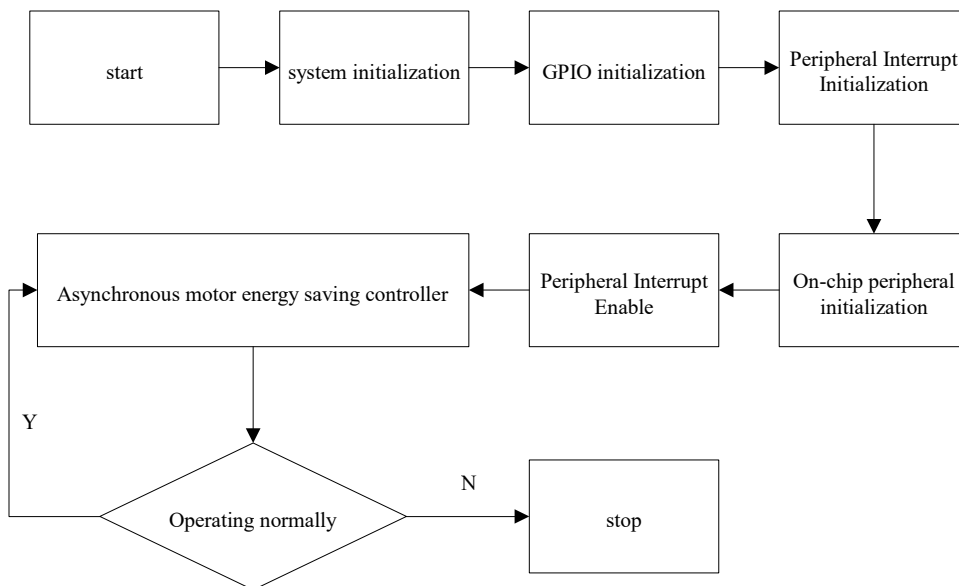 start
system initialization
GPIO initialization
Peripheral Interrupt
Initialization
Asynchronous motor energy saving controller
Peripheral Interrupt
Enable
On-chip peripheral
initialization
Y
N
Operating normally
stop